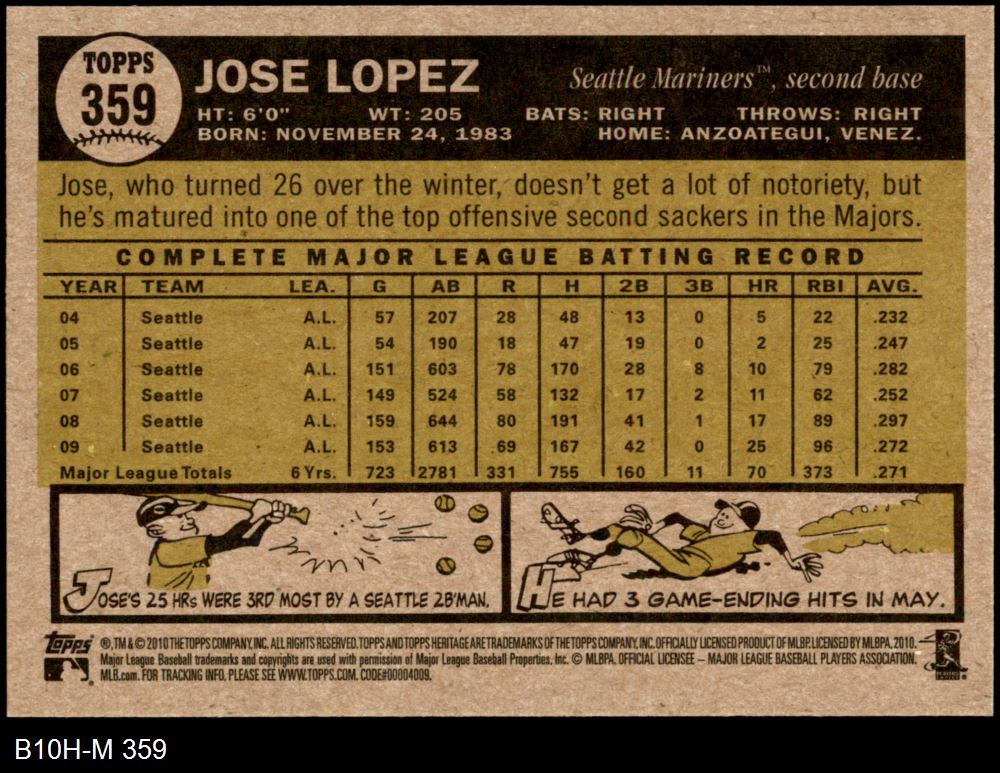 TOPPS
359
JOSE LOPEZ
Seattle Mariners™, second base
HT: 6'0" WT: 205 BATS: RIGHT THROWS: RIGHT
BORN: NOVEMBER 24, 1983 HOME: ANZOATEGUI, VENEZ.
Jose, who turned 26 over the winter, doesn't get a lot of notoriety, but
he's matured into one of the top offensive second sackers in the Majors.
COMPLETE MAJOR LEAGUE BATTING RECORD
YEAR TEAM LEA. G AB R H 2B 3B HR RBI AVG.
04 Seattle A.L. 57 207 28 48 13 0 5 22 .232
05 Seattle A.L. 54 190 18 47 19 0 2 25 .247
06 Seattle A.L. 151 603 78 170 28 8 10 79 .282
07 Seattle A.L. 149 524 58 132 17 2 11 62 .252
08 Seattle A.L. 159 644 80 191 41 1 17 89 .297
09 Seattle A.L. 153 613 69 167 42 0 25 96 .272
Major League Totals 6 Yrs. 723 2781 331 755 160 11 70 373 .271
JOSE'S 25 HRs WERE 3RD MOST BY A SEATTLE 2B'MAN.
HE HAD 3 GAME-ENDING HITS IN MAY.
topps ®, TM & © 2010 THE TOPPS COMPANY, INC. ALL RIGHTS RESERVED. TOPPS AND TOPPS HERITAGE ARE TRADEMARKS OF THE TOPPS COMPANY, INC. OFFICIALLY LICENSED PRODUCT OF MLBP. LICENSED BY MLBPA, 2010.
Major League Baseball trademarks and copyrights are used with permission of Major League Baseball Properties, Inc. © MLBPA. OFFICIAL LICENSEE – MAJOR LEAGUE BASEBALL PLAYERS ASSOCIATION.
MLB.com. FOR TRACKING INFO, PLEASE SEE WWW.TOPPS.COM. CODE#00004009.
B10H-M 359